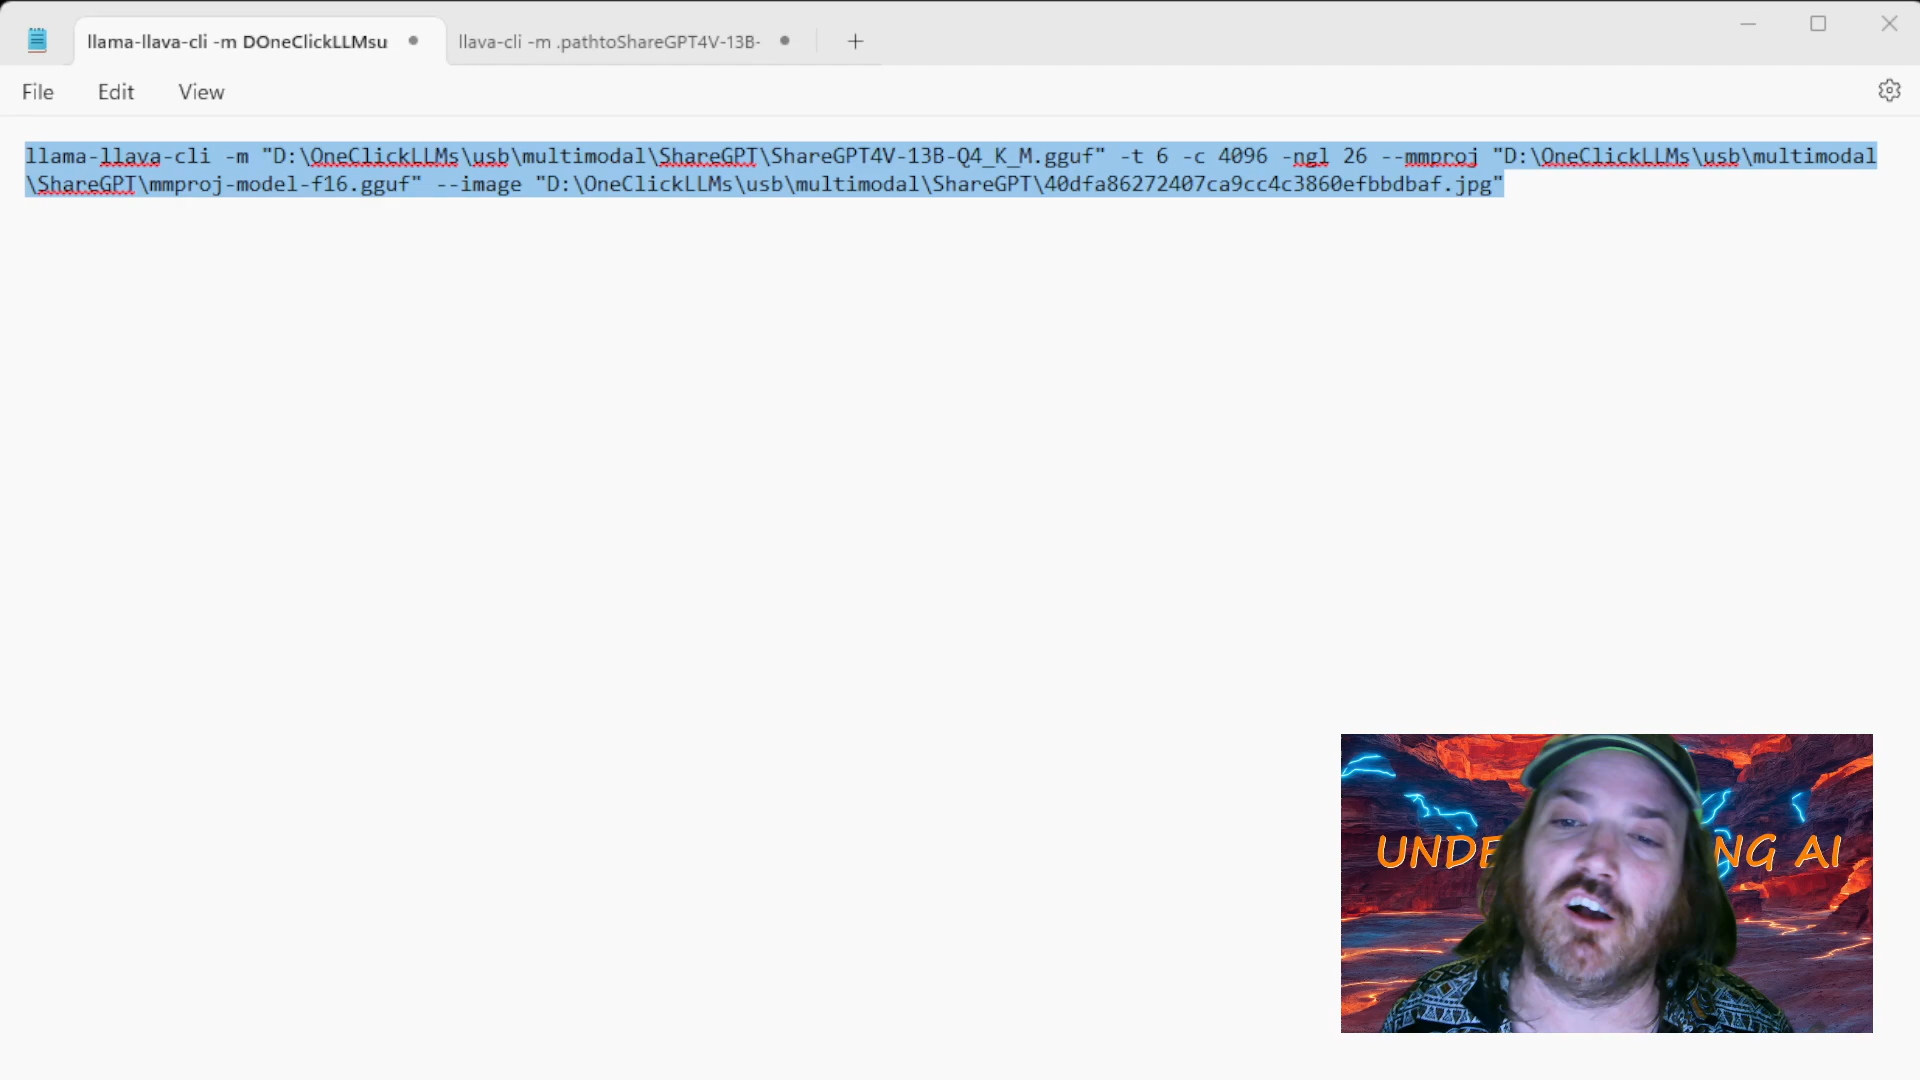 llama-llava-cli -m DOneClickLLMsu
llava-cli -m .pathtoShareGPT4V-13B-
File Edit View
llama-llava-cli -m "D:\OneClickLLMs\usb\multimodal\ShareGPT\ShareGPT4V-13B-Q4_K_M.gguf" -t 6 -c 4096 -ngl 26 --mmproj "D:\OneClickLLMs\usb\multimodal
\ShareGPT\mmproj-model-f16.gguf" --image "D:\OneClickLLMs\usb\multimodal\ShareGPT\40dfa86272407ca9cc4c3860efbbdbaf.jpg"
UNDE NG AI